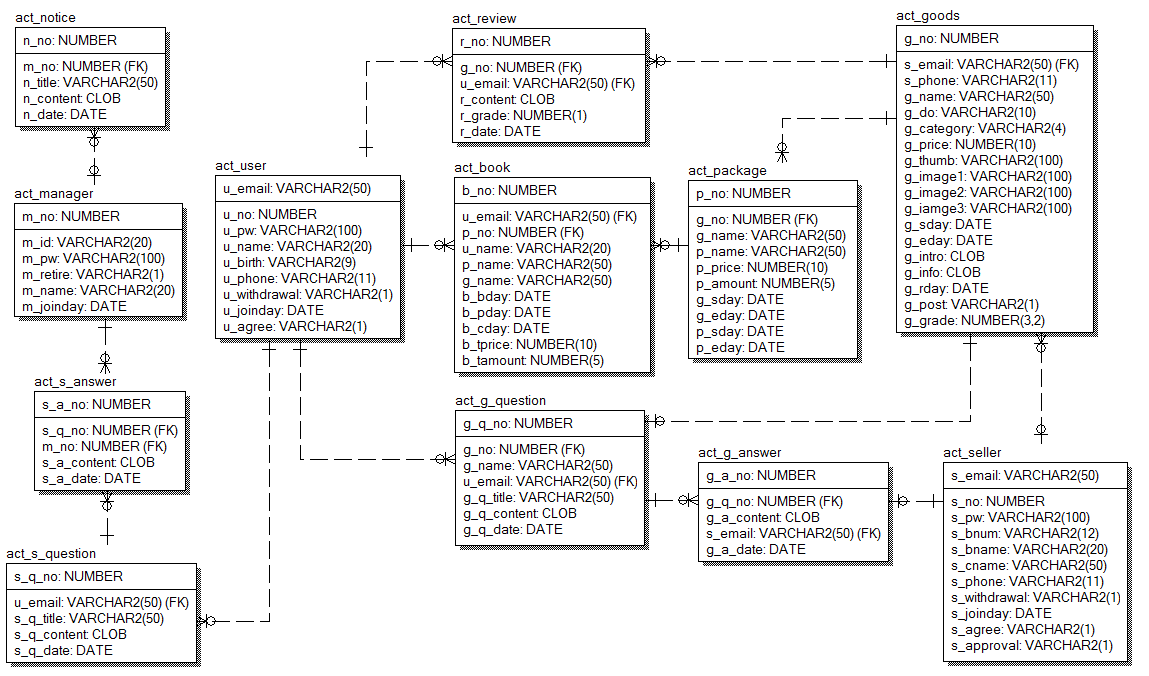 act_notice
n_no: NUMBER
m_no: NUMBER (FK)
n_title: VARCHAR2(50)
n_content: CLOB
n_date: DATE
act_manager
m_no: NUMBER
m_id: VARCHAR2(20)
m_pw: VARCHAR2(100)
m_retire: VARCHAR2(1)
m_name: VARCHAR2(20)
m_joinday: DATE
act_s_answer
s_a_no: NUMBER
s_q_no: NUMBER (FK)
m_no: NUMBER (FK)
s_a_content: CLOB
s_a_date: DATE
act_s_question
s_q_no: NUMBER
u_email: VARCHAR2(50) (FK)
s_q_title: VARCHAR2(50)
s_q_content: CLOB
s_q_date: DATE
act_user
u_email: VARCHAR2(50)
u_no: NUMBER
u_pw: VARCHAR2(100)
u_name: VARCHAR2(20)
u_birth: VARCHAR2(9)
u_phone: VARCHAR2(11)
u_withdrawal: VARCHAR2(1)
u_joinday: DATE
u_agree: VARCHAR2(1)
act_review
r_no: NUMBER
g_no: NUMBER (FK)
u_email: VARCHAR2(50) (FK)
r_content: CLOB
r_grade: NUMBER(1)
r_date: DATE
act_book
b_no: NUMBER
u_email: VARCHAR2(50) (FK)
p_no: NUMBER (FK)
u_name: VARCHAR2(20)
p_name: VARCHAR2(50)
g_name: VARCHAR2(50)
b_bday: DATE
b_pday: DATE
b_cday: DATE
b_tprice: NUMBER(10)
b_tamount: NUMBER(5)
act_g_question
g_q_no: NUMBER
g_no: NUMBER (FK)
g_name: VARCHAR2(50)
u_email: VARCHAR2(50) (FK)
g_q_title: VARCHAR2(50)
g_q_content: CLOB
g_q_date: DATE
act_package
p_no: NUMBER
g_no: NUMBER (FK)
g_name: VARCHAR2(50)
p_name: VARCHAR2(50)
p_price: NUMBER(10)
p_amount: NUMBER(5)
g_sday: DATE
g_eday: DATE
p_sday: DATE
p_eday: DATE
act_g_answer
g_a_no: NUMBER
g_q_no: NUMBER (FK)
g_a_content: CLOB
s_email: VARCHAR2(50) (FK)
g_a_date: DATE
act_goods
g_no: NUMBER
s_email: VARCHAR2(50) (FK)
s_phone: VARCHAR2(11)
g_name: VARCHAR2(50)
g_do: VARCHAR2(10)
g_category: VARCHAR2(4)
g_price: NUMBER(10)
g_thumb: VARCHAR2(100)
g_image1: VARCHAR2(100)
g_image2: VARCHAR2(100)
g_iamge3: VARCHAR2(100)
g_sday: DATE
g_eday: DATE
g_intro: CLOB
g_info: CLOB
g_rday: DATE
g_post: VARCHAR2(1)
g_grade: NUMBER(3,2)
act_seller
s_email: VARCHAR2(50)
s_no: NUMBER
s_pw: VARCHAR2(100)
s_bnum: VARCHAR2(12)
s_bname: VARCHAR2(20)
s_cname: VARCHAR2(50)
s_phone: VARCHAR2(11)
s_withdrawal: VARCHAR2(1)
s_joinday: DATE
s_agree: VARCHAR2(1)
s_approval: VARCHAR2(1)